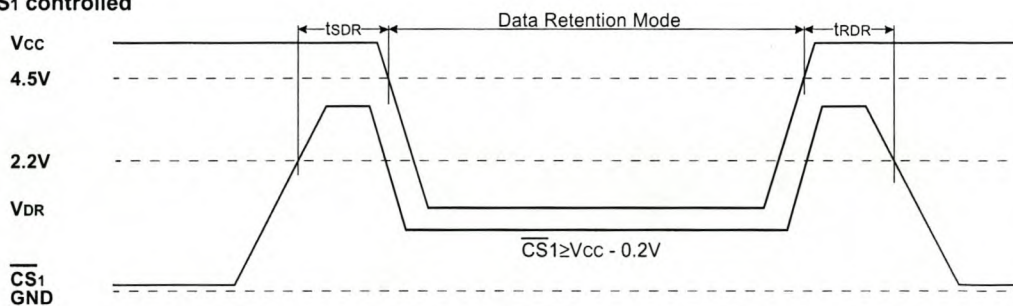 S1 controlled
tSDR
Data Retention Mode
tRDR
VCC
4.5V
2.2V
VDR
CS1≥VCC - 0.2V
CS1
GND